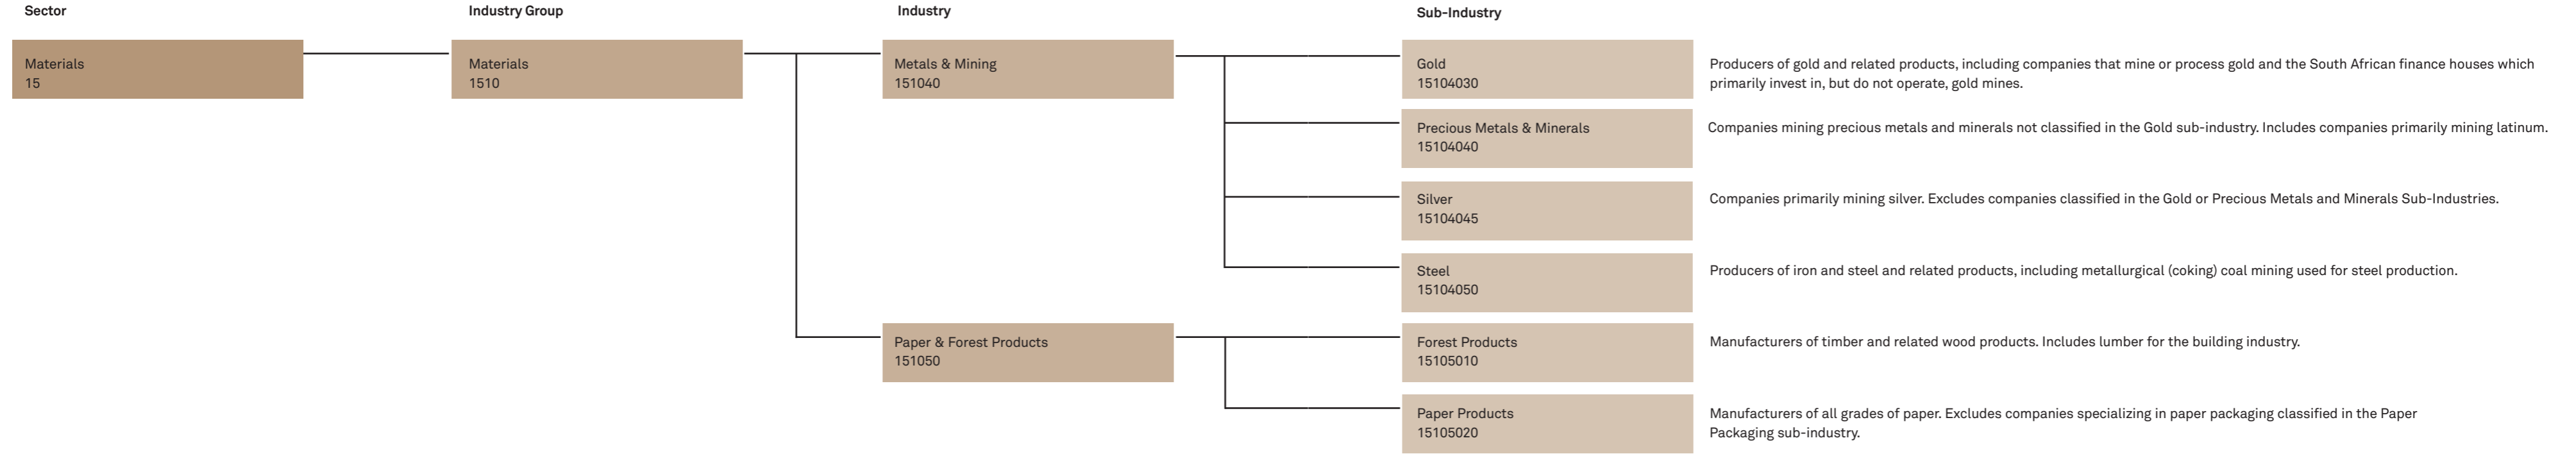 Sector
Industry Group
Industry
Sub-Industry
Materials
15
Materials
1510
Metals & Mining
151040
Gold
15104030
Producers of gold and related products, including companies that mine or process gold and the South African finance houses which
primarily invest in, but do not operate, gold mines.
Precious Metals & Minerals
15104040
Companies mining precious metals and minerals not classified in the Gold sub-industry. Includes companies primarily mining latinum.
Silver
15104045
Companies primarily mining silver. Excludes companies classified in the Gold or Precious Metals and Minerals Sub-Industries.
Steel
15104050
Producers of iron and steel and related products, including metallurgical (coking) coal mining used for steel production.
Paper & Forest Products
151050
Forest Products
15105010
Manufacturers of timber and related wood products. Includes lumber for the building industry.
Paper Products
15105020
Manufacturers of all grades of paper. Excludes companies specializing in paper packaging classified in the Paper
Packaging sub-industry.